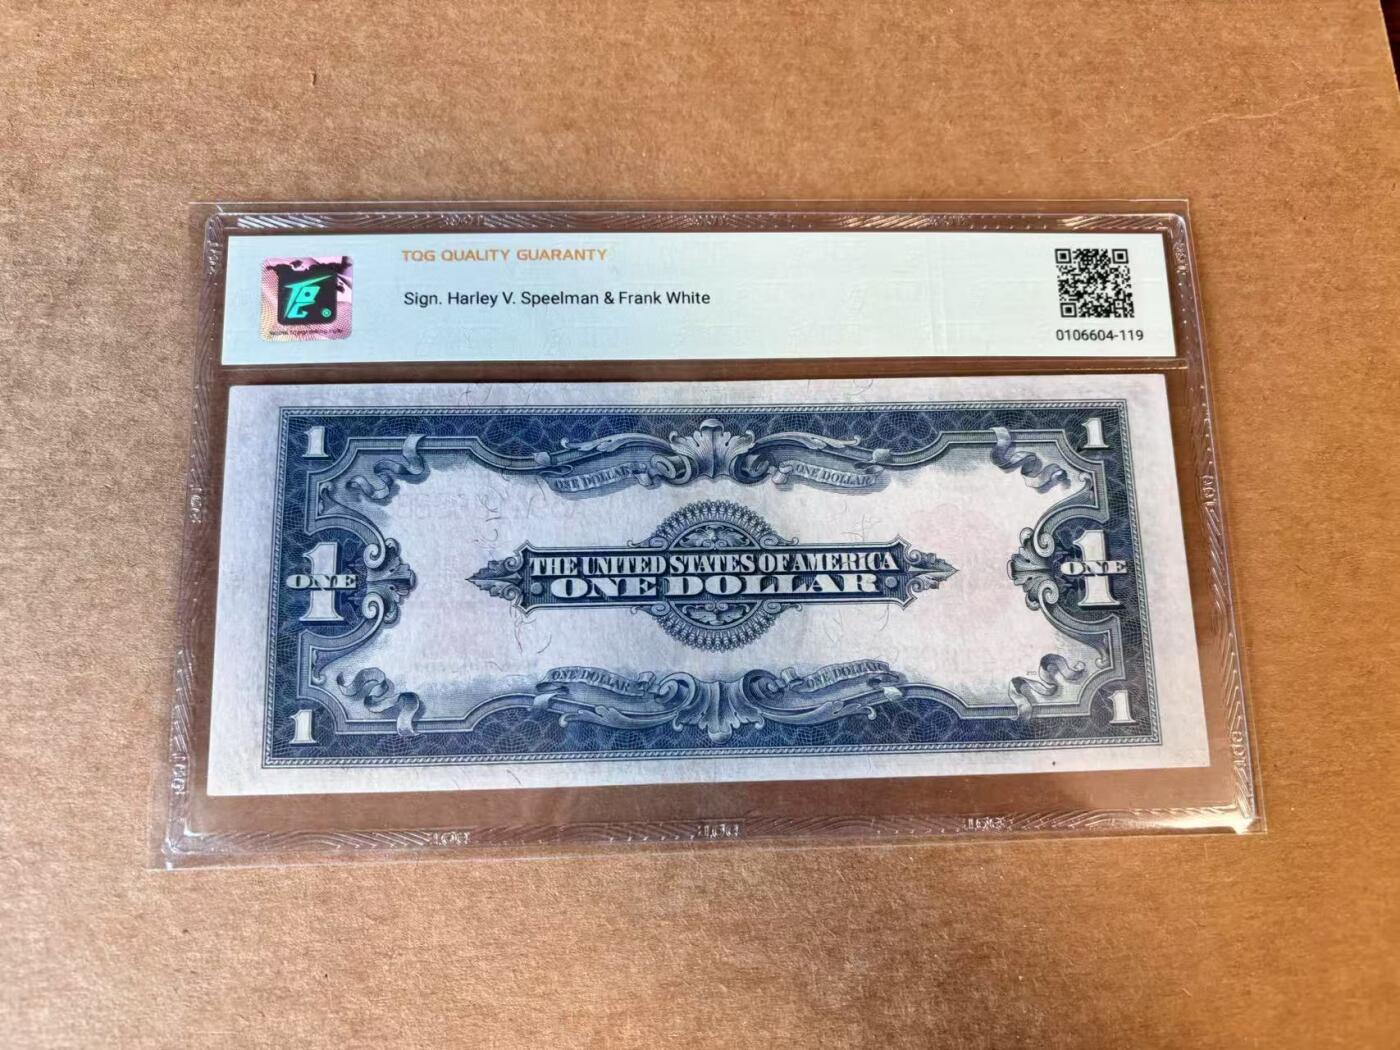 TQG QUALITY GUARANTY
Sign. Harley V. Speelman & Frank White
TQG ®
0106604-119
1 1
ONE DOLLAR ONE DOLLAR
THE UNITED STATES OF AMERICA
ONE DOLLAR
1 ONE
1 ONE
ONE DOLLAR ONE DOLLAR
1 1